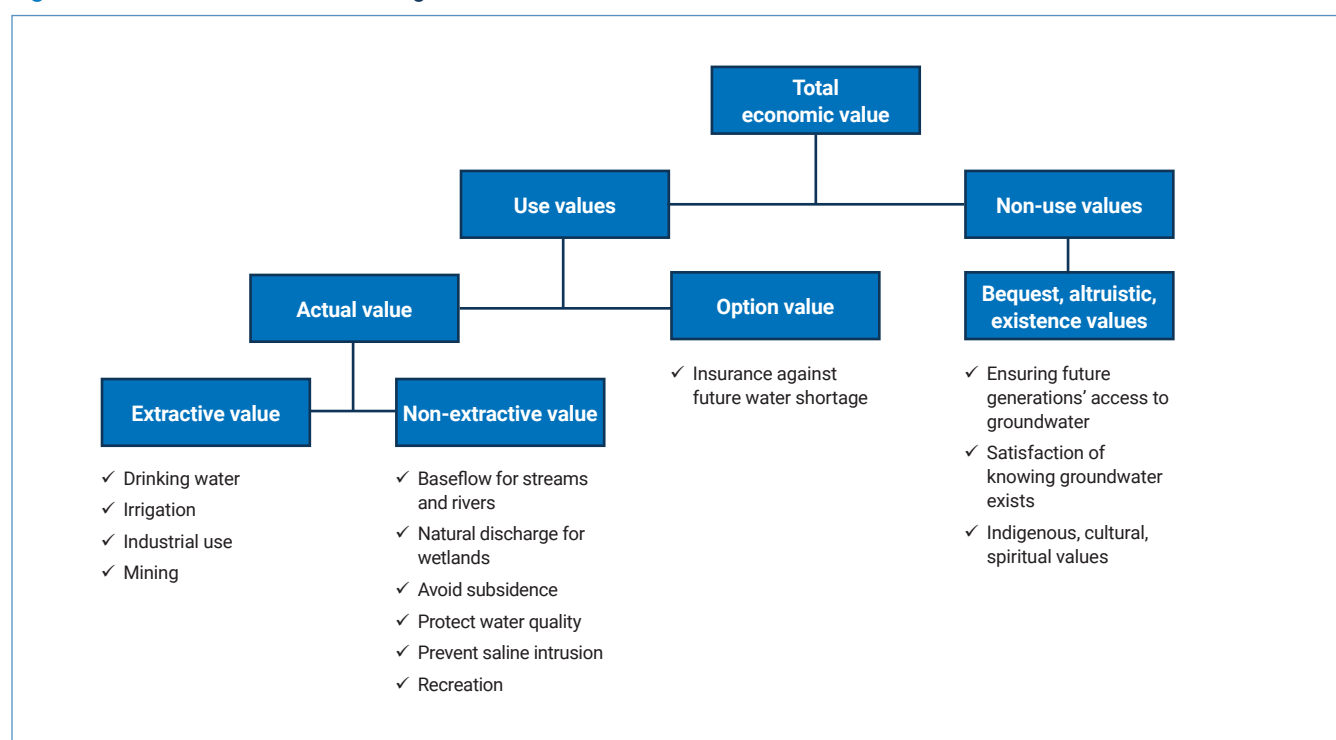 Total
economic value
Use values
Non-use values
Actual value
Option value
Bequest, altruistic,
existence values
Extractive value
Non-extractive value
✓ Insurance against
future water shortage
✓ Ensuring future
generations’ access to
groundwater
✓ Satisfaction of
knowing groundwater
exists
✓ Indigenous, cultural,
spiritual values
✓ Drinking water
✓ Irrigation
✓ Industrial use
✓ Mining
✓ Baseflow for streams
and rivers
✓ Natural discharge for
wetlands
✓ Avoid subsidence
✓ Protect water quality
✓ Prevent saline intrusion
✓ Recreation